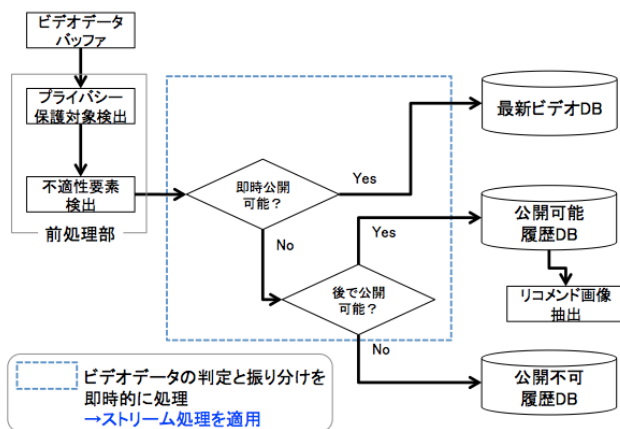 ビデオデータ
バッファ
プライバシー
保護対象検出
不適性要素
検出
前処理部
即時公開
可能？
Yes
No
最新ビデオDB
後で公開
可能？
Yes
No
公開可能
履歴DB
リコメンド画像
抽出
公開不可
履歴DB
ビデオデータの判定と振り分けを
即時的に処理
→ストリーム処理を適用